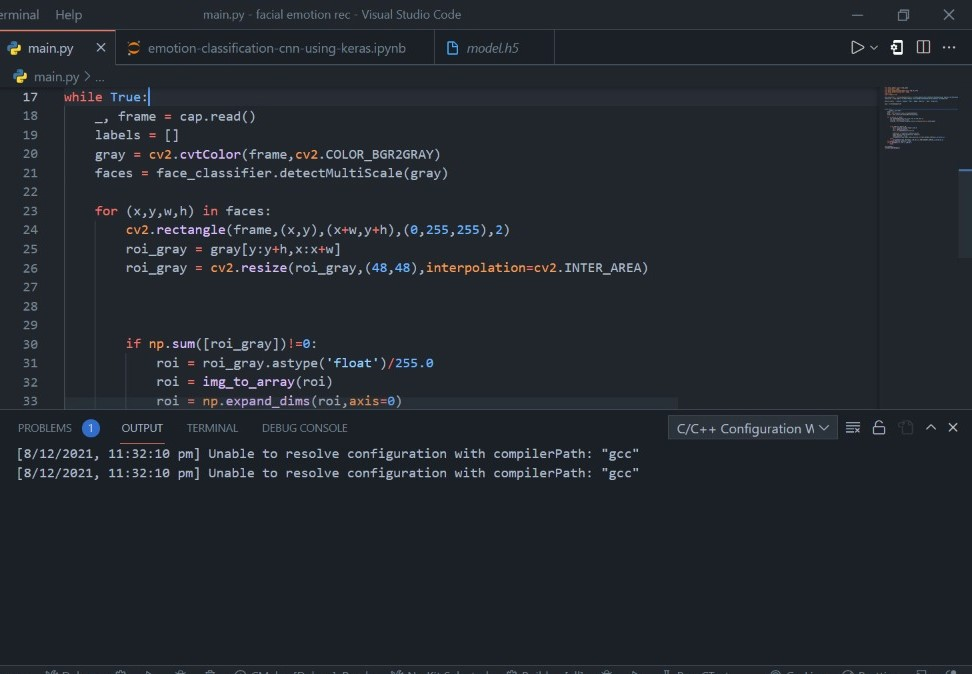 erminal Help main.py - facial emotion rec - Visual Studio Code
main.py emotion-classification-cnn-using-keras.ipynb model.h5
main.py > ...
17 while True:
18 _, frame = cap.read()
19 labels = []
20 gray = cv2.cvtColor(frame,cv2.COLOR_BGR2GRAY)
21 faces = face_classifier.detectMultiScale(gray)
22
23 for (x,y,w,h) in faces:
24 cv2.rectangle(frame,(x,y),(x+w,y+h),(0,255,255),2)
25 roi_gray = gray[y:y+h,x:x+w]
26 roi_gray = cv2.resize(roi_gray,(48,48),interpolation=cv2.INTER_AREA)
27
28
29
30 if np.sum([roi_gray])!=0:
31 roi = roi_gray.astype('float')/255.0
32 roi = img_to_array(roi)
33 roi = np.expand_dims(roi,axis=0)
PROBLEMS 1 OUTPUT TERMINAL DEBUG CONSOLE C/C++ Configuration W
[8/12/2021, 11:32:10 pm] Unable to resolve configuration with compilerPath: "gcc"
[8/12/2021, 11:32:10 pm] Unable to resolve configuration with compilerPath: "gcc"